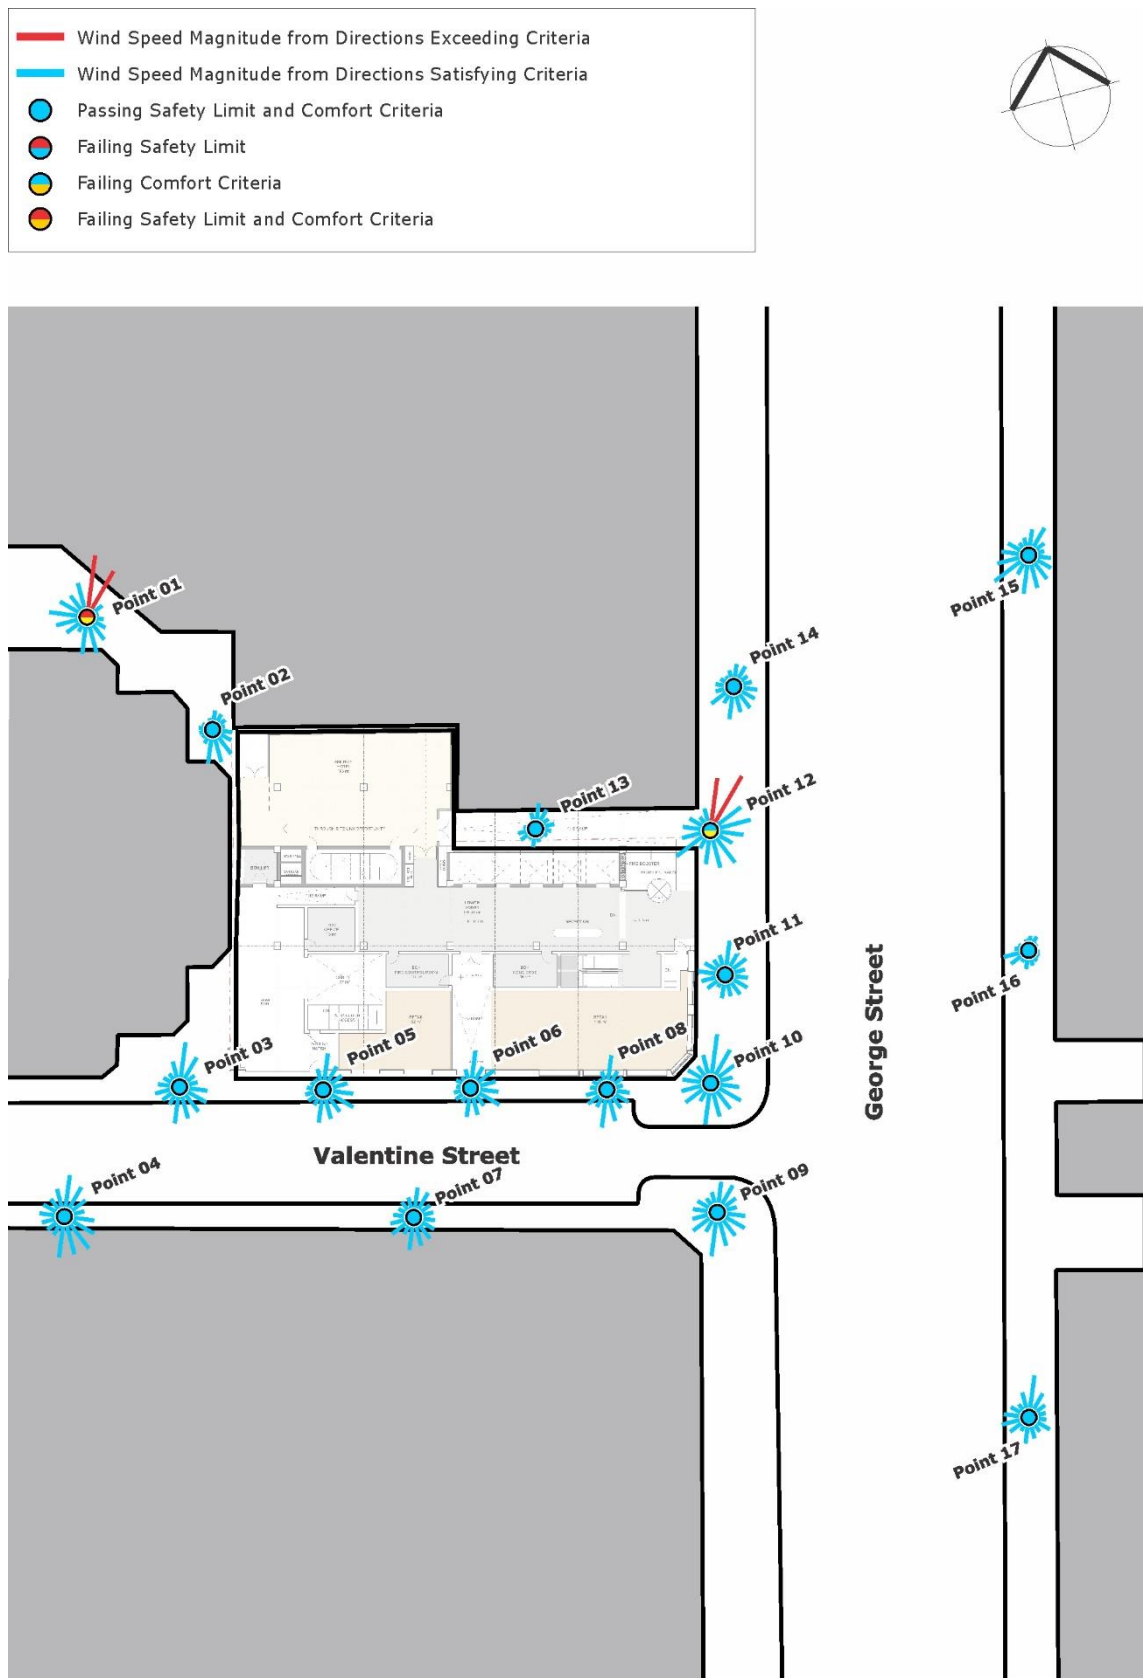 Wind Speed Magnitude from Directions Exceeding Criteria
Wind Speed Magnitude from Directions Satisfying Criteria
Passing Safety Limit and Comfort Criteria
Failing Safety Limit
Failing Comfort Criteria
Failing Safety Limit and Comfort Criteria
Point 01
Point 15
Point 02
Point 14
Point 13
Point 12
Point 11
Point 16
Point 03
Point 05
Point 06
Point 08
Point 10
George Street
Valentine Street
Point 04
Point 07
Point 09
Point 17